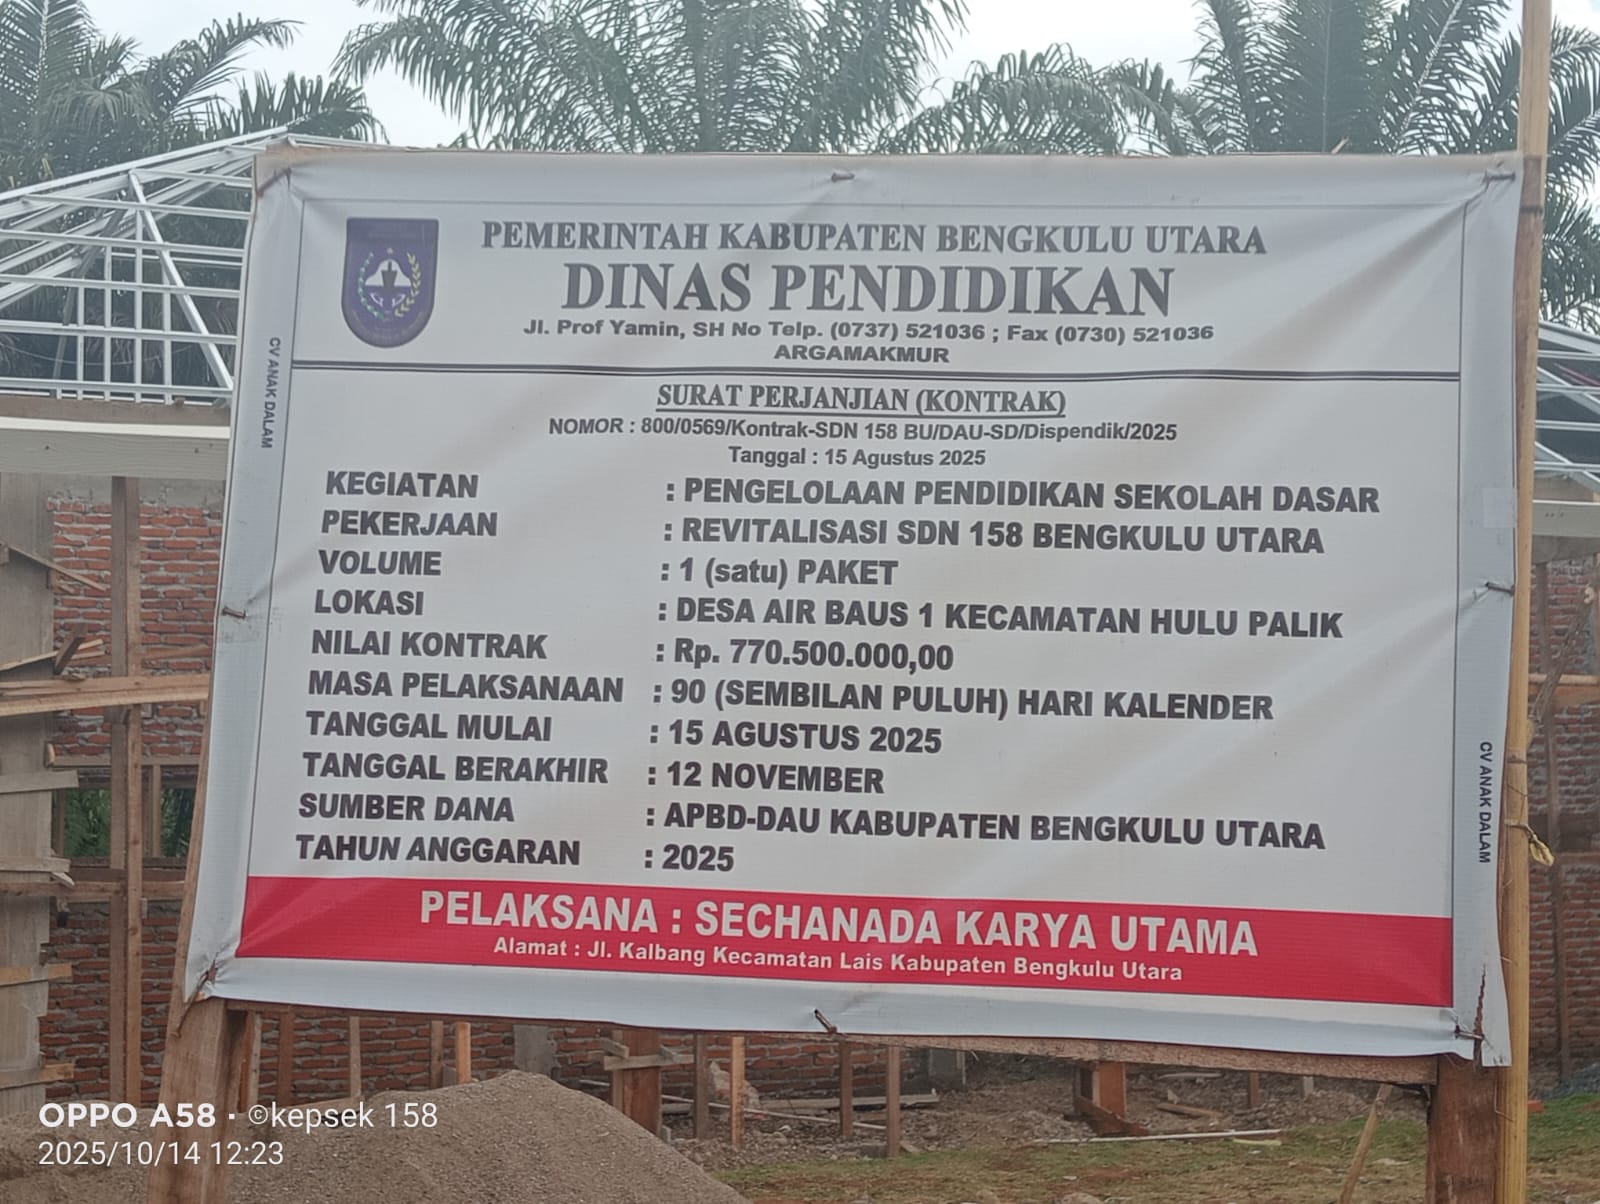 PEMERINTAH KABUPATEN BENGKULU UTARA
DINAS PENDIDIKAN
Jl. Prof Yamin, SH No Telp. (0737) 521036 ; Fax (0730) 521036
ARGAMAKMUR
SURAT PERJANJIAN (KONTRAK)
NOMOR : 800/0569/Kontrak-SDN 158 BU/DAU-SD/Dispendik/2025
Tanggal : 15 Agustus 2025
KEGIATAN : PENGELOLAAN PENDIDIKAN SEKOLAH DASAR
PEKERJAAN : REVITALISASI SDN 158 BENGKULU UTARA
VOLUME : 1 (satu) PAKET
LOKASI : DESA AIR BAUS 1 KECAMATAN HULU PALIK
NILAI KONTRAK : Rp. 770.500.000,00
MASA PELAKSANAAN : 90 (SEMBILAN PULUH) HARI KALENDER
TANGGAL MULAI : 15 AGUSTUS 2025
TANGGAL BERAKHIR : 12 NOVEMBER
SUMBER DANA : APBD-DAU KABUPATEN BENGKULU UTARA
TAHUN ANGGARAN : 2025
PELAKSANA : SECHANADA KARYA UTAMA
Alamat : Jl. Kalbang Kecamatan Lais Kabupaten Bengkulu Utara
CV ANAK DALAM
CV ANAK DALAM
OPPO A58 · ©kepsek 158
2025/10/14 12:23